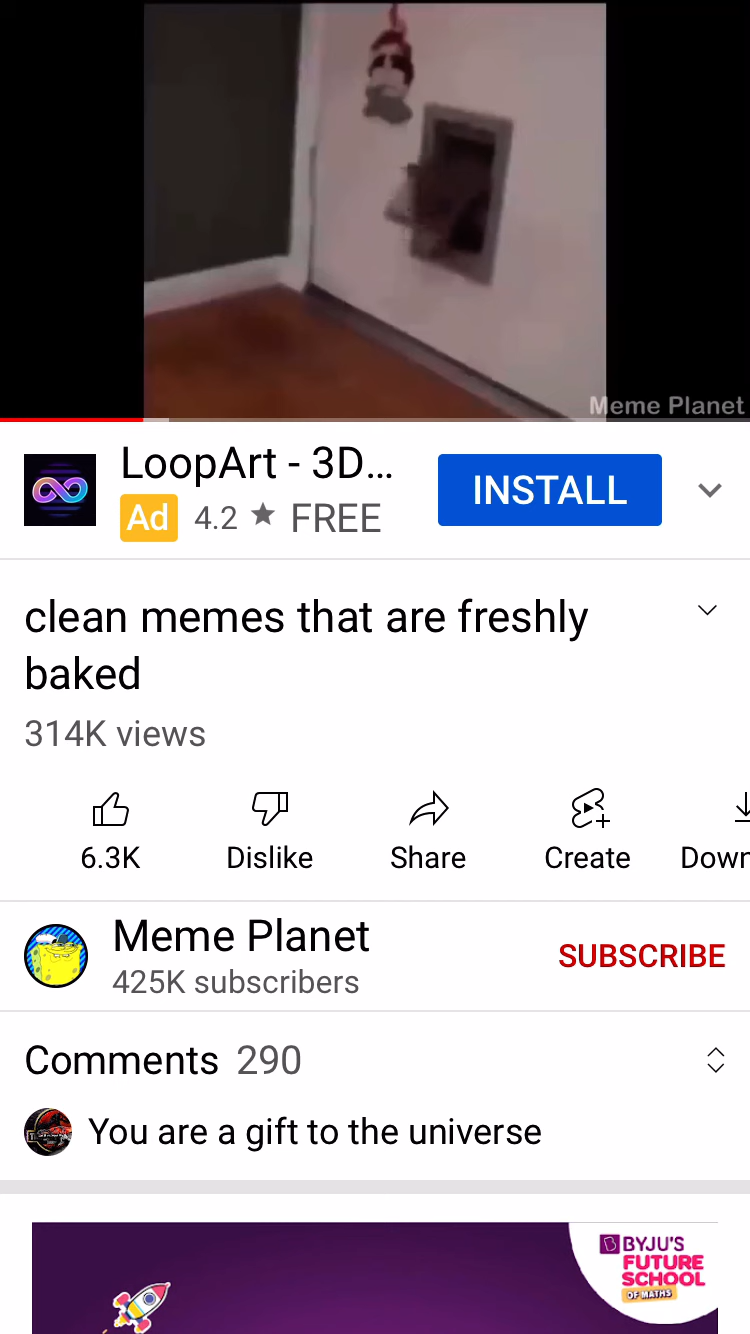 Meme Planet
LoopArt - 3D...
INSTALL
Ad 4.2 ★ FREE
clean memes that are freshly
baked
314K views
6.3K
Dislike
Share
Create
Down
Meme Planet
425K subscribers
SUBSCRIBE
Comments 290
You are a gift to the universe
BYJU'S
FUTURE
SCHOOL
OF MATHS